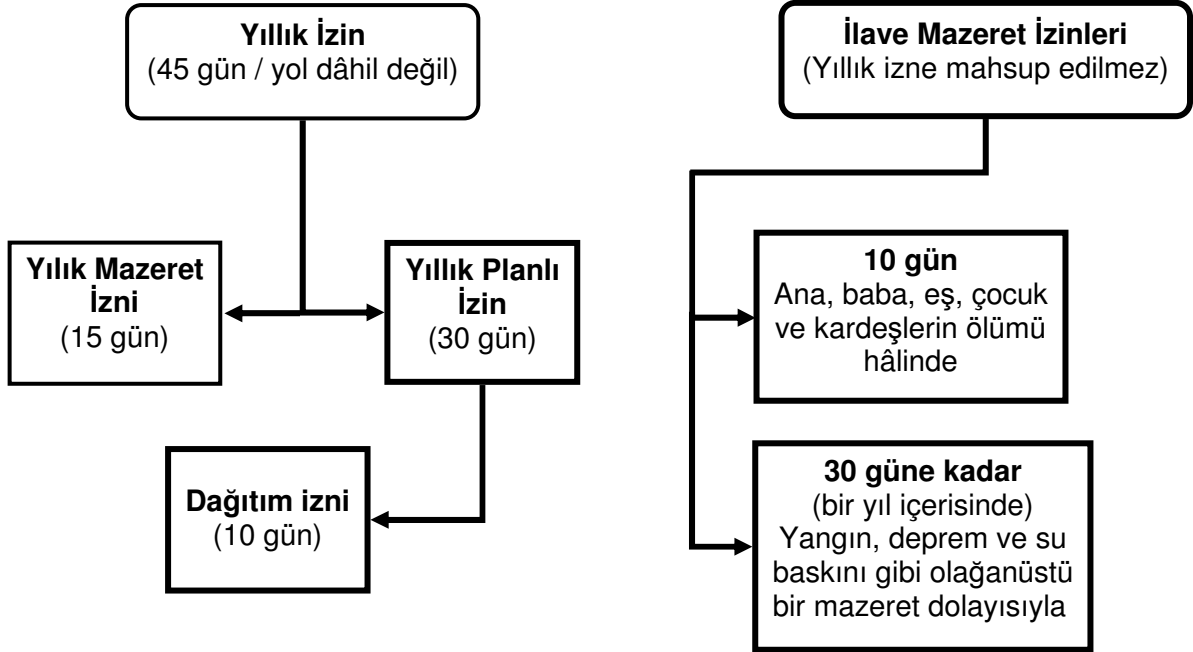 Yıllık İzin
(45 gün / yol dâhil değil)
Yılık Mazeret
İzni
(15 gün)
Yıllık Planlı
İzin
(30 gün)
Dağıtım izni
(10 gün)
İlave Mazeret İzinleri
(Yıllık izne mahsup edilmez)
10 gün
Ana, baba, eş, çocuk
ve kardeşlerin ölümü
hâlinde
30 güne kadar
(bir yıl içerisinde)
Yangın, deprem ve su
baskını gibi olağanüstü
bir mazeret dolayısıyla